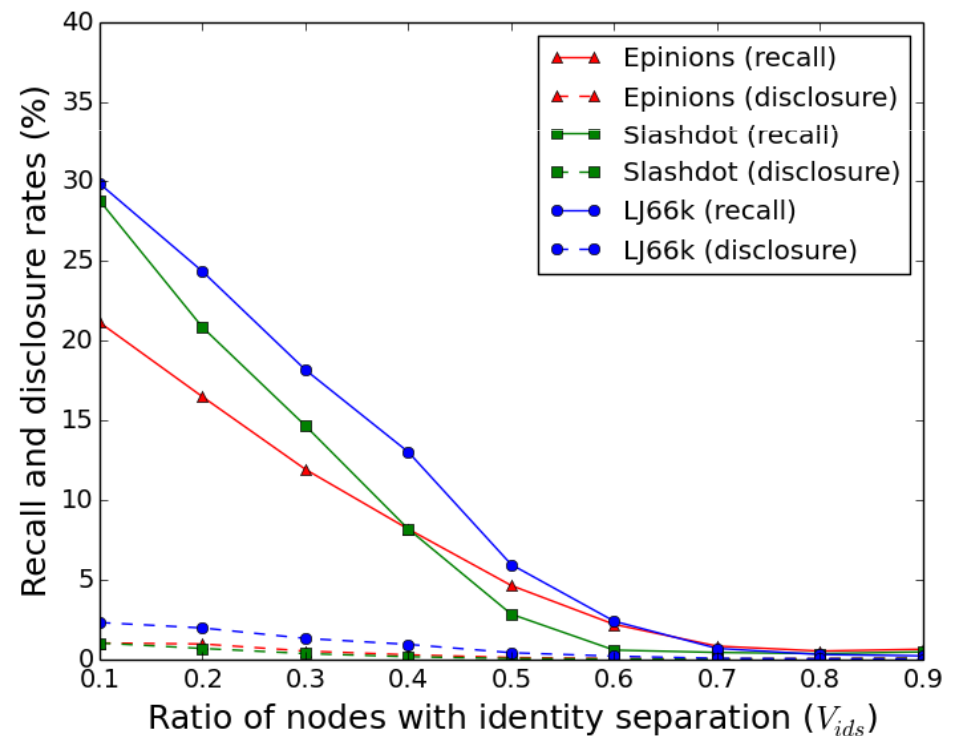 40
35
30
25
20
15
10
5
0
Recall and disclosure rates (%)
Epinions (recall)
Epinions (disclosure)
Slashdot (recall)
Slashdot (disclosure)
LJ66k (recall)
LJ66k (disclosure)
0.1 0.2 0.3 0.4 0.5 0.6 0.7 0.8 0.9
Ratio of nodes with identity separation (V_ids)